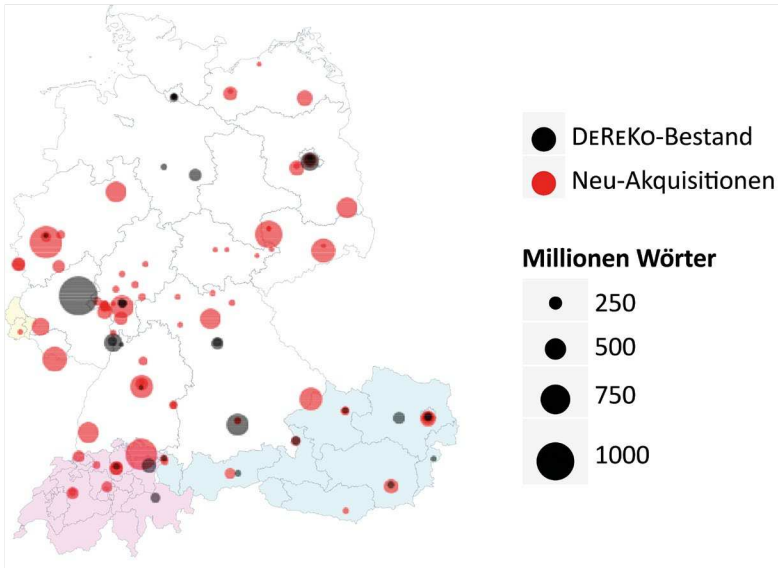 DEREKO-Bestand
Neu-Akquisitionen
Millionen Wörter
250
500
750
1000